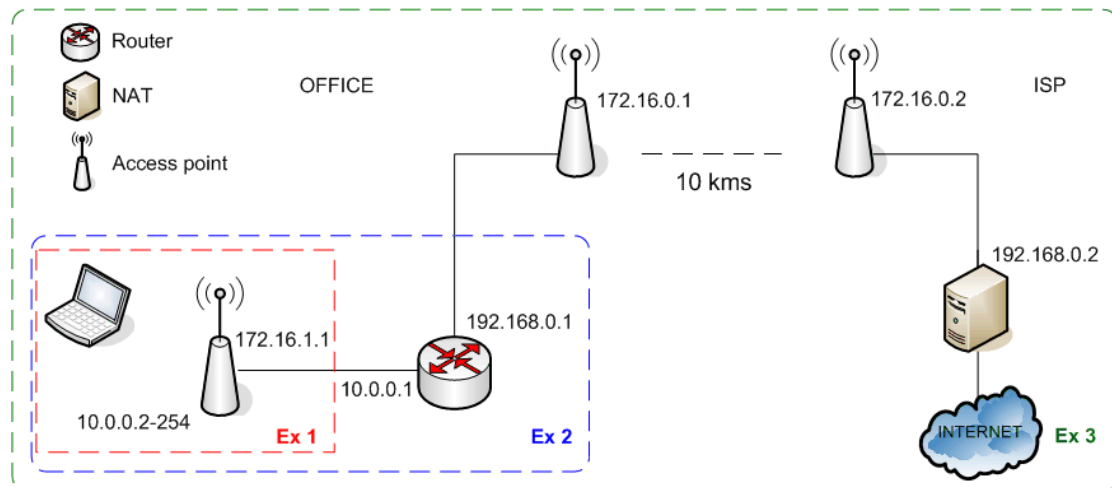 Router
OFFICE
ISP
NAT
172.16.0.1
172.16.0.2
Access point
10 kms
192.168.0.2
192.168.0.1
172.16.1.1
10.0.0.1
10.0.0.2-254
Ex 1
Ex 2
INTERNET
Ex 3